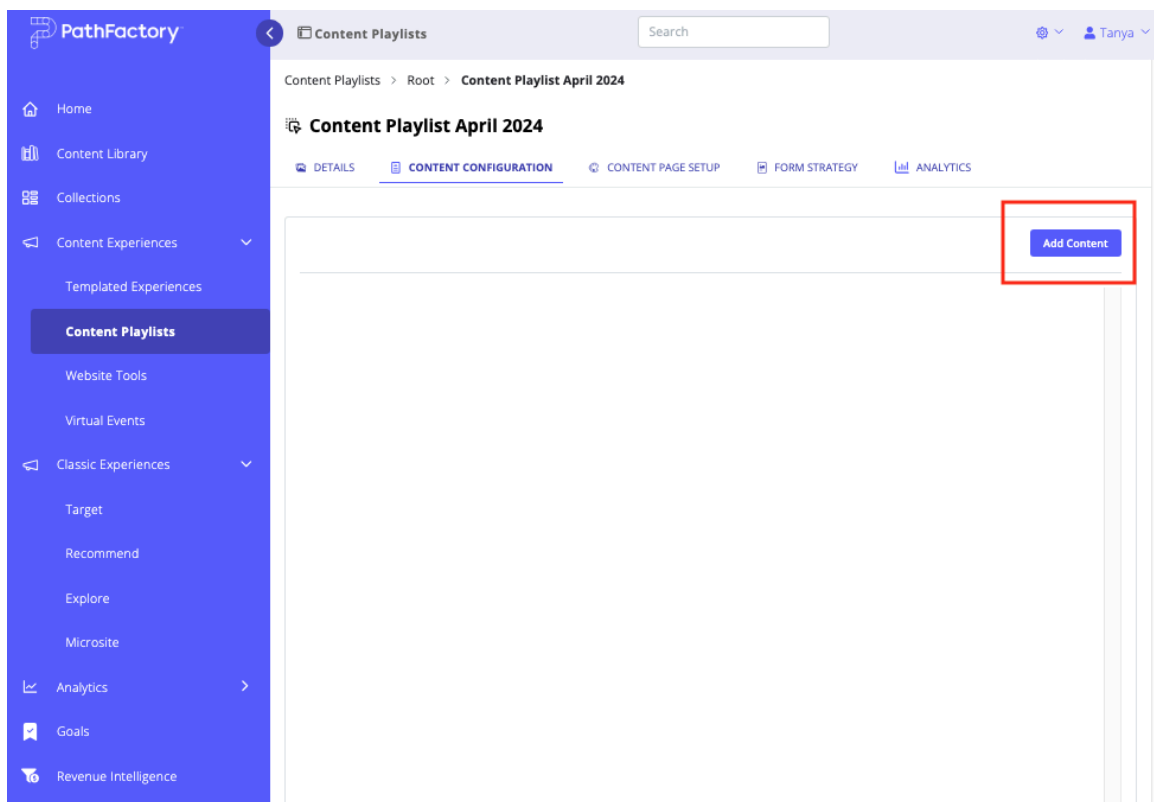 PathFactory
Content Playlists
Search
Tanya
Content Playlists > Root > Content Playlist April 2024
Content Playlist April 2024
DETAILS CONTENT CONFIGURATION CONTENT PAGE SETUP FORM STRATEGY ANALYTICS
Add Content
Home
Content Library
Collections
Content Experiences
Templated Experiences
Content Playlists
Website Tools
Virtual Events
Classic Experiences
Target
Recommend
Explore
Microsite
Analytics
Goals
Revenue Intelligence